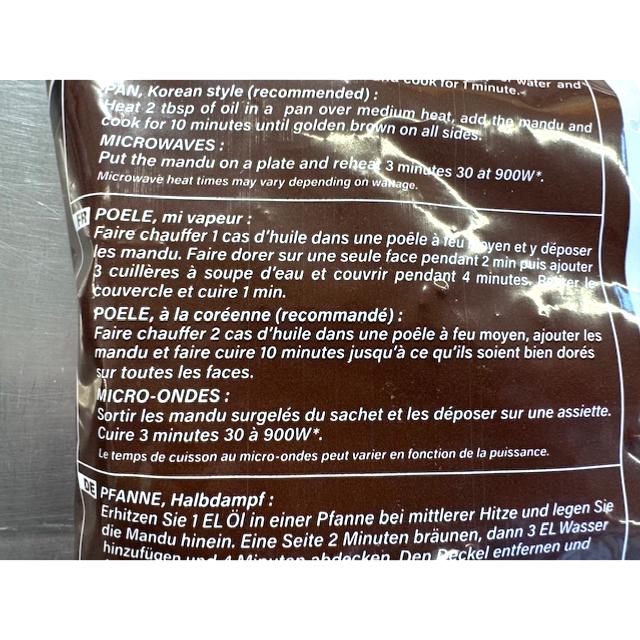 of water and
and cook for 1 minute.
PAN, Korean style (recommended) :
Heat 2 tbsp of oil in a pan over medium heat, add the mandu and
cook for 10 minutes until golden brown on all sides.
MICROWAVES :
Put the mandu on a plate and reheat 3 minutes 30 at 900W*.
Microwave heat times may vary depending on wattage.
FR
POELE, mi vapeur :
Faire chauffer 1 cas d'huile dans une poêle à feu moyen et y déposer
les mandu. Faire dorer sur une seule face pendant 2 min puis ajouter
3 cuillères à soupe d'eau et couvrir pendant 4 minutes. Retirer le
couvercle et cuire 1 min.
POELE, à la coréenne (recommandé) :
Faire chauffer 2 cas d'huile dans une poêle à feu moyen, ajouter les
mandu et faire cuire 10 minutes jusqu'à ce qu'ils soient bien dorés
sur toutes les faces.
MICRO-ONDES :
Sortir les mandu surgelés du sachet et les déposer sur une assiette.
Cuire 3 minutes 30 à 900W*.
Le temps de cuisson au micro-ondes peut varier en fonction de la puissance.
DE
PFANNE, Halbdampf :
Erhitzen Sie 1 EL Öl in einer Pfanne bei mittlerer Hitze und legen Sie
die Mandu hinein. Eine Seite 2 Minuten bräunen, dann 3 EL Wasser
hinzufügen und 4 Minuten abdecken. Den Deckel entfernen und